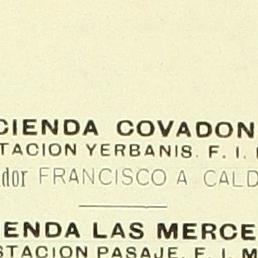 CIENDA COVADON
TACION YERBANIS. F. I.
dor FRANCISCO A CALD
ENDA LAS MERCE
STACION PASAJE. F. I. M